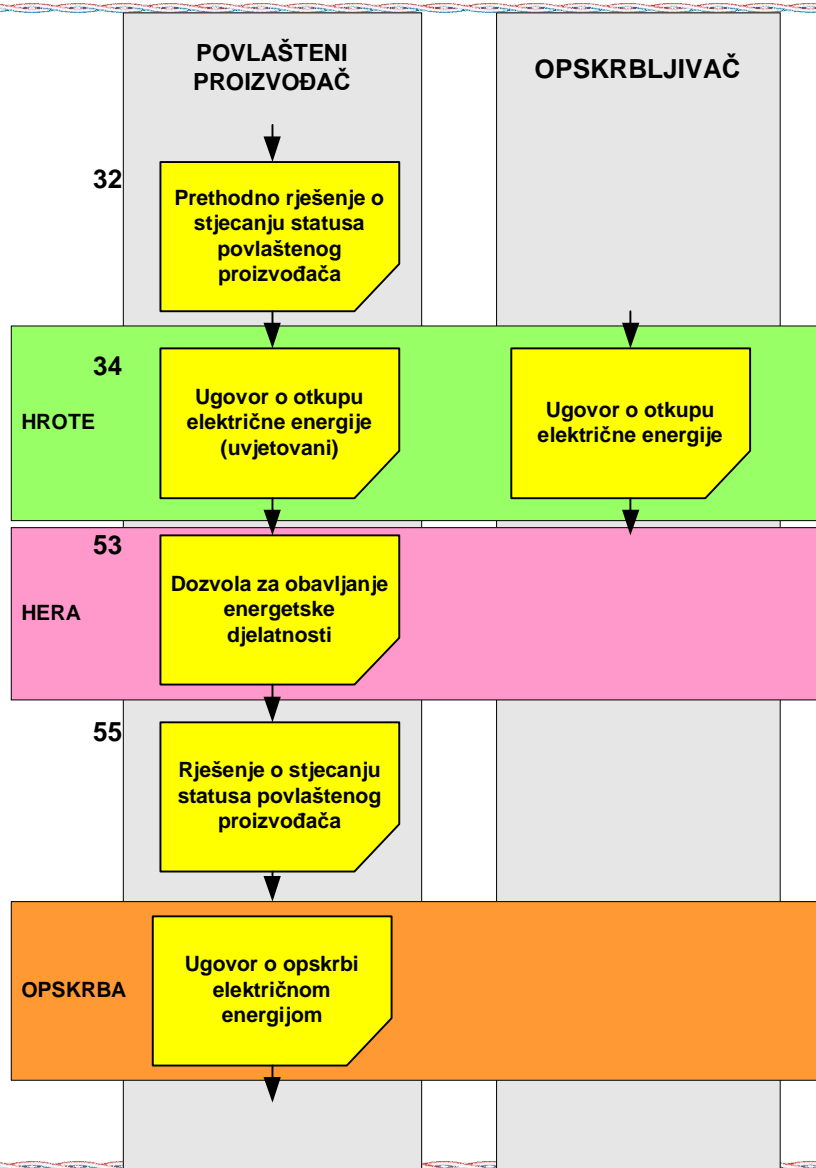 POVLAŠTENI
PROIZVOĐAČ
OPSKRBLJIVAČ
32
Prethodno rješenje o
stjecanju statusa
povlaštenog
proizvođača
34
HROTE
Ugovor o otkupu
električne energije
(uvjetovani)
Ugovor o otkupu
električne energije
53
HERA
Dozvola za obavljanje
energetske
djelatnosti
55
Rješenje o stjecanju
statusa povlaštenog
proizvođača
OPSKRBA
Ugovor o opskrbi
električnom
energijom